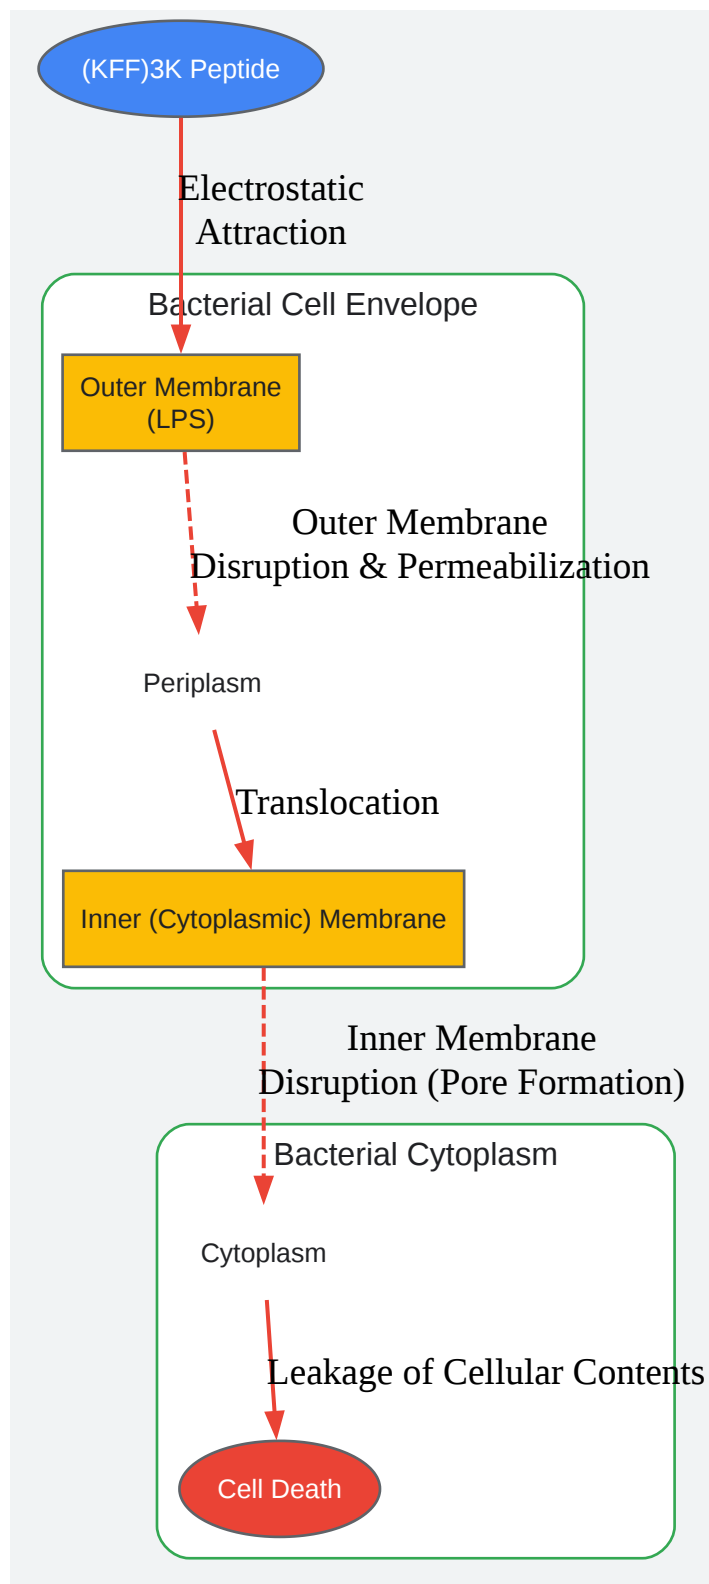 (KFF)3K Peptide
Electrostatic
Attraction
Bacterial Cell Envelope
Outer Membrane
(LPS)
Outer Membrane
Disruption & Permeabilization
Periplasm
Translocation
Inner (Cytoplasmic) Membrane
Inner Membrane
Disruption (Pore Formation)
Bacterial Cytoplasm
Cytoplasm
Leakage of Cellular Contents
Cell Death